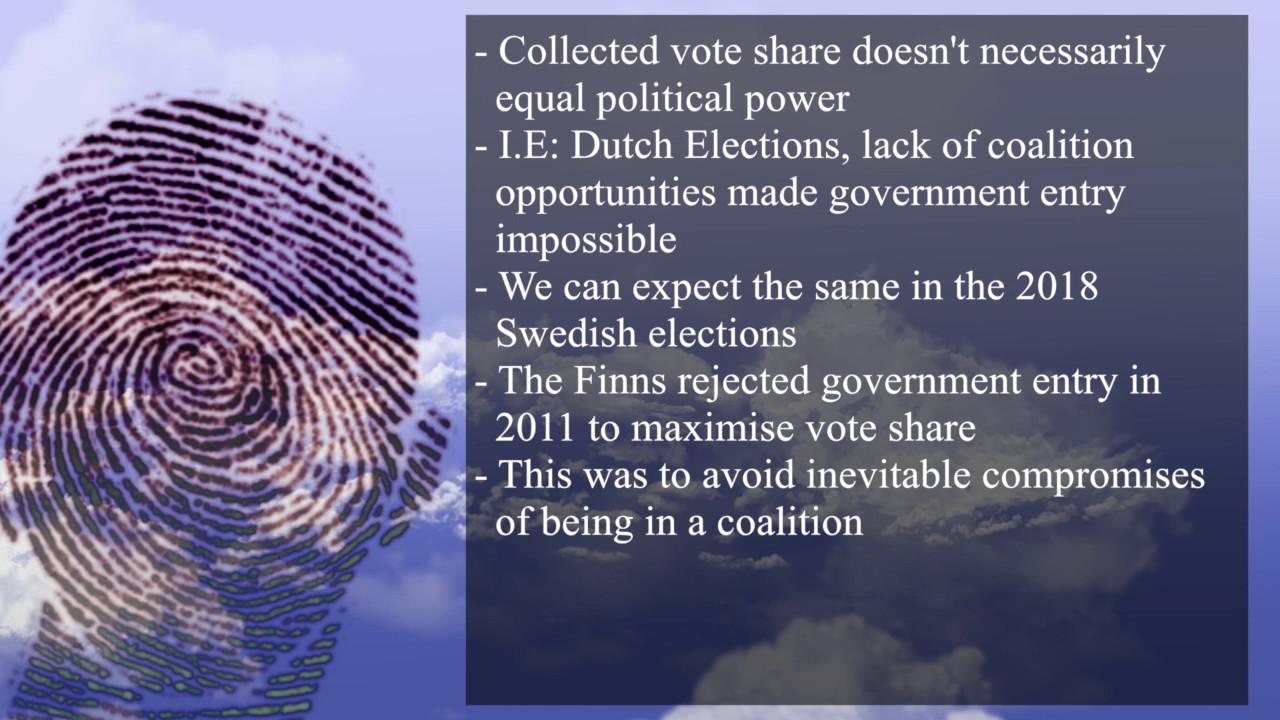 - Collected vote share doesn't necessarily
equal political power
- I.E: Dutch Elections, lack of coalition
opportunities made government entry
impossible
- We can expect the same in the 2018
Swedish elections
- The Finns rejected government entry in
2011 to maximise vote share
- This was to avoid inevitable compromises
of being in a coalition